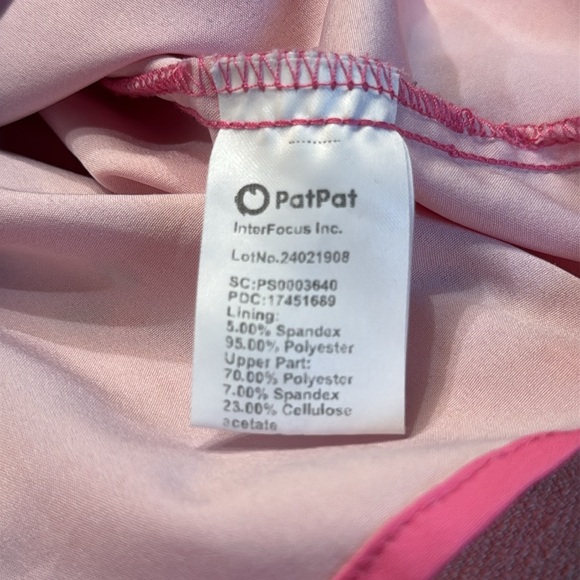 PatPat
InterFocus Inc.
LotNo.24021908
SC:PS0003640
PDC:17451689
Lining:
5.00% Spandex
95.00% Polyester
Upper Part:
70.00% Polyester
7.00% Spandex
23.00% Cellulose
acetate